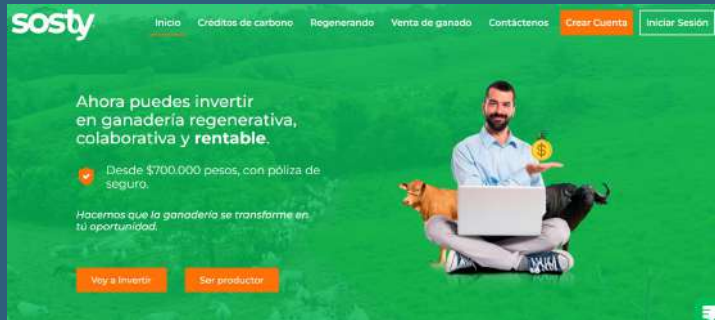 sosty
Inicio Créditos de carbono Regenerando Venta de ganado Contáctenos Crear Cuenta Iniciar Sesión
Ahora puedes invertir
en ganadería regenerativa,
colaborativa y rentable.
Desde $700.000 pesos, con póliza de
seguro.
Hacemos que la ganadería se transforme en
tú oportunidad.
Voy a Invertir Ser productor
$